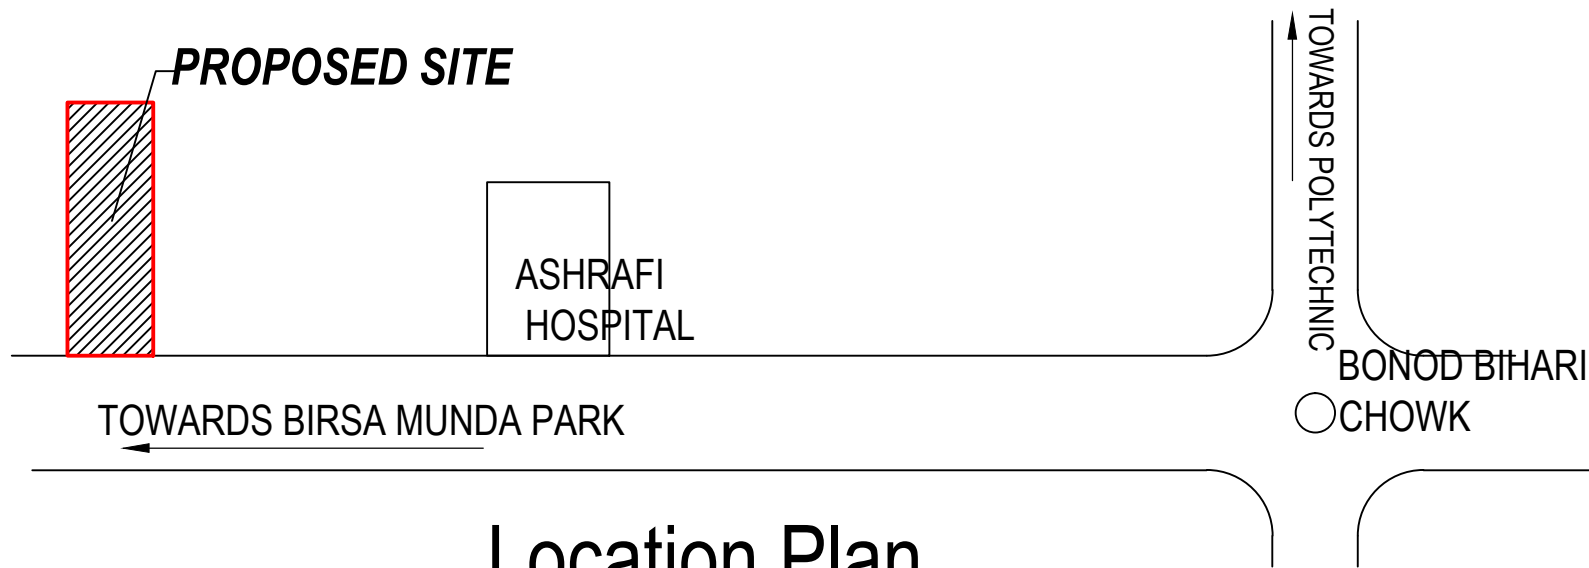 PROPOSED SITE
TOWARDS POLYTECHNIC
ASHRAFI
HOSPITAL
BONOD BIHARI
CHOWK
TOWARDS BIRSA MUNDA PARK
Location Plan